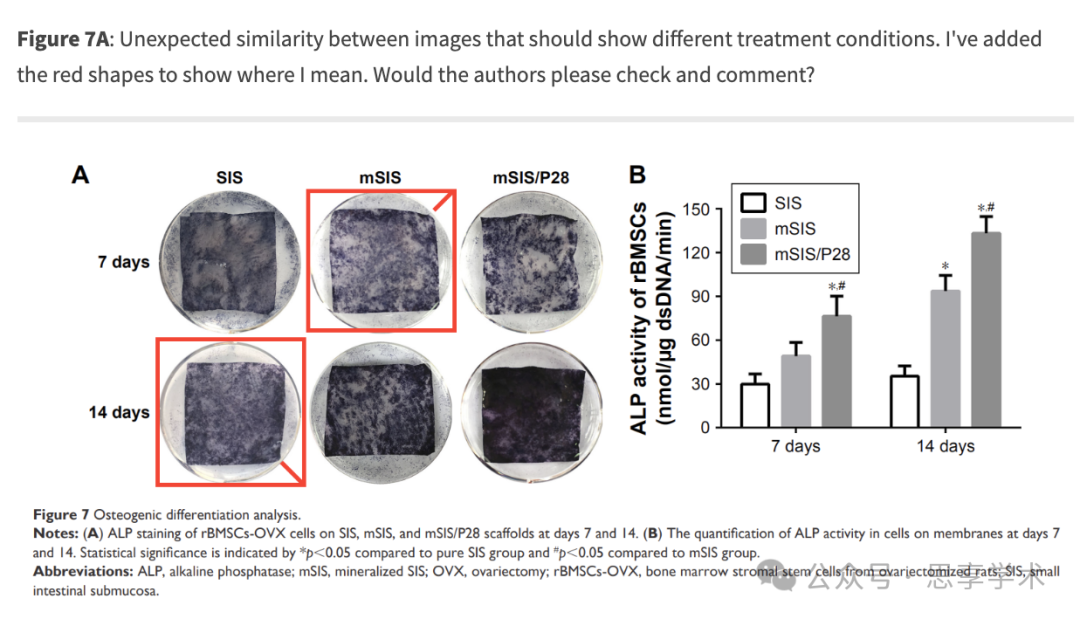 Figure 7A: Unexpected similarity between images that should show different treatment conditions. I've added
the red shapes to show where I mean. Would the authors please check and comment?
A
SIS
mSIS
mSIS/P28
7 days
14 days
B
ALP activity of rBMSCs
(nmol/μg dsDNA/min)
150
120
90
60
30
0
SIS
mSIS
mSIS/P28
*,#
*
*,#
7 days
14 days
Figure 7 Osteogenic differentiation analysis.
Notes: (A) ALP staining of rBMSCs-OVX cells on SIS, mSIS, and mSIS/P28 scaffolds at days 7 and 14. (B) The quantification of ALP activity in cells on membranes at days 7
and 14. Statistical significance is indicated by *p<0.05 compared to pure SIS group and #p<0.05 compared to mSIS group.
Abbreviations: ALP, alkaline phosphatase; mSIS, mineralized SIS; OVX, ovariectomy; rBMSCs-OVX, bone marrow stromal stem cells from ovariectomized rats; SIS, small
intestinal submucosa.
公众号 · 思享学术